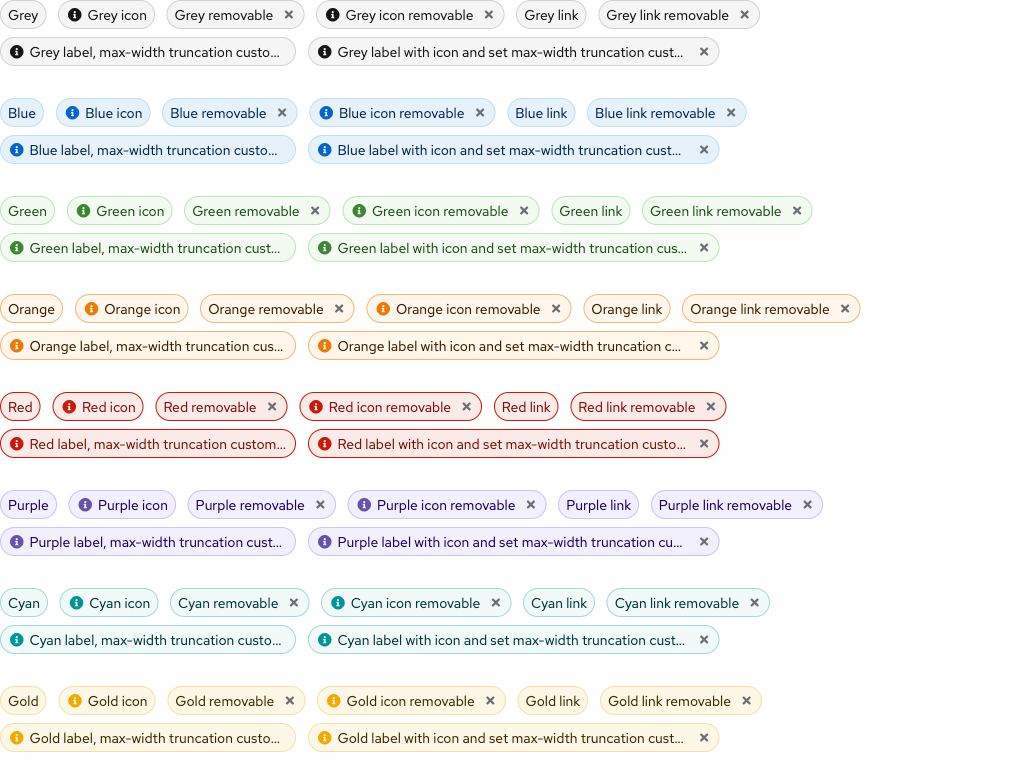 Grey Grey icon Grey removable Grey icon removable Grey link Grey link removable
Grey label, max-width truncation custo... Grey label with icon and set max-width truncation cust...
Blue Blue icon Blue removable Blue icon removable Blue link Blue link removable
Blue label, max-width truncation custo... Blue label with icon and set max-width truncation cust...
Green Green icon Green removable Green icon removable Green link Green link removable
Green label, max-width truncation cust... Green label with icon and set max-width truncation cus...
Orange Orange icon Orange removable Orange icon removable Orange link Orange link removable
Orange label, max-width truncation cus... Orange label with icon and set max-width truncation c...
Red Red icon Red removable Red icon removable Red link Red link removable
Red label, max-width truncation custom... Red label with icon and set max-width truncation custo...
Purple Purple icon Purple removable Purple icon removable Purple link Purple link removable
Purple label, max-width truncation cust... Purple label with icon and set max-width truncation cu...
Cyan Cyan icon Cyan removable Cyan icon removable Cyan link Cyan link removable
Cyan label, max-width truncation custo... Cyan label with icon and set max-width truncation cust...
Gold Gold icon Gold removable Gold icon removable Gold link Gold link removable
Gold label, max-width truncation custo... Gold label with icon and set max-width truncation cust...